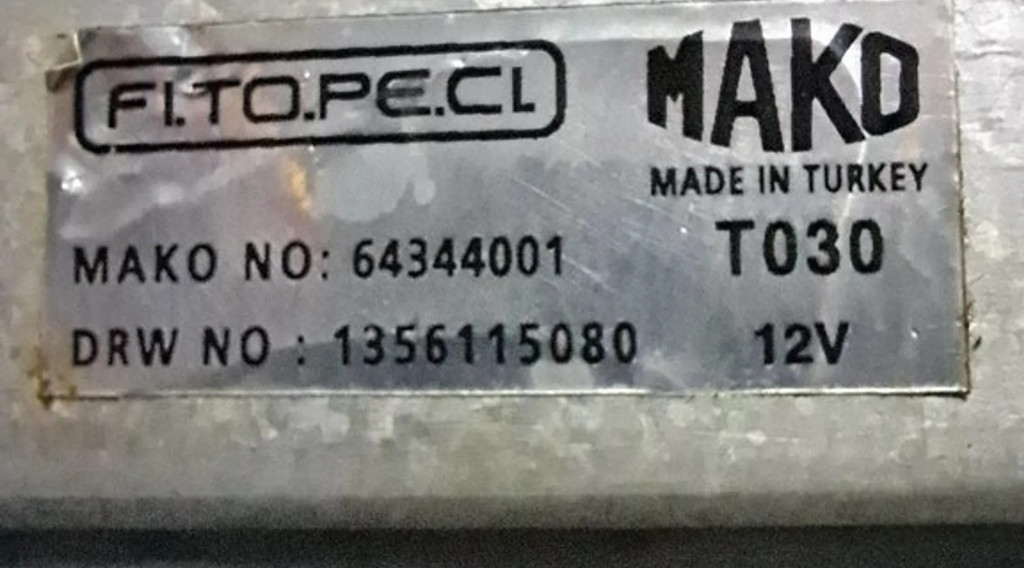 FI.TO.PE.CL
MAKO
MADE IN TURKEY
MAKO NO: 64344001
T030
DRW NO : 1356115080
12V